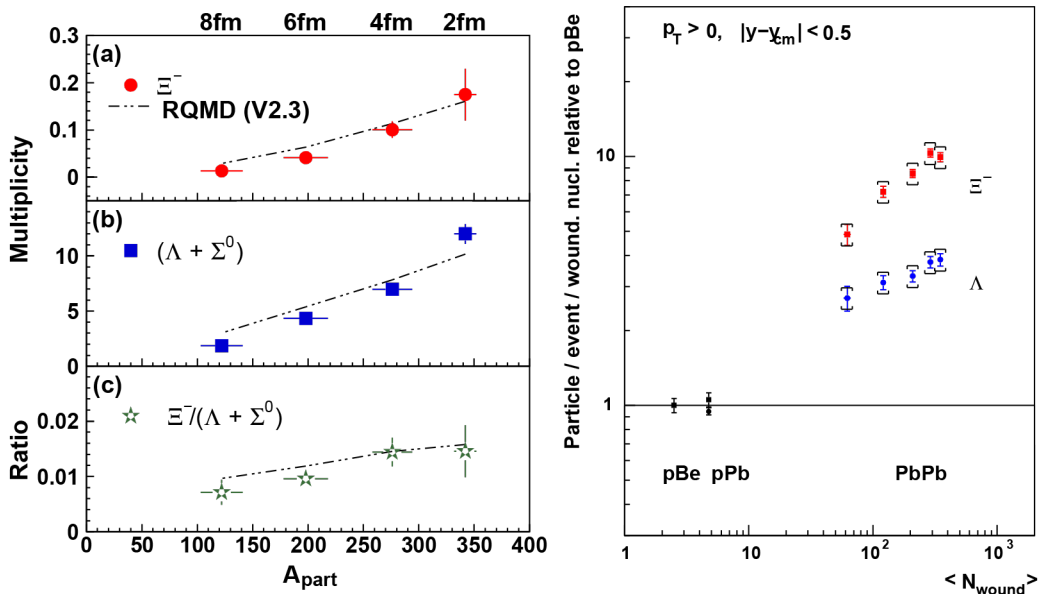 8fm 6fm 4fm 2fm
(a)
Ξ⁻
RQMD (V2.3)
0.3
0.2
0.1
0
Multiplicity
(b)
(Λ + Σ⁰)
10
5
0
(c)
Ξ⁻/(Λ + Σ⁰)
0.02
0.01
0
Ratio
0 50 100 150 200 250 300 350 400
A_part
Particle / event / wound. nucl. relative to pBe
p_T > 0, |y−y_cm| < 0.5
10
1
Ξ⁻
Λ
pBe pPb PbPb
1 10 10² 10³
< N_wound >